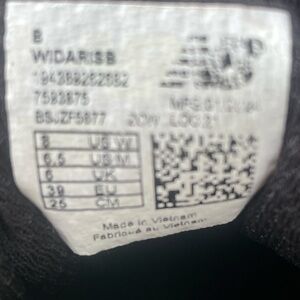 B
WIDARISB
194389282682
7593875
BSJZF5877
8 US W
6.5 US M
6 UK
39 EU
25 CM
Made in Vietnam
Fabriqué au Vietnam